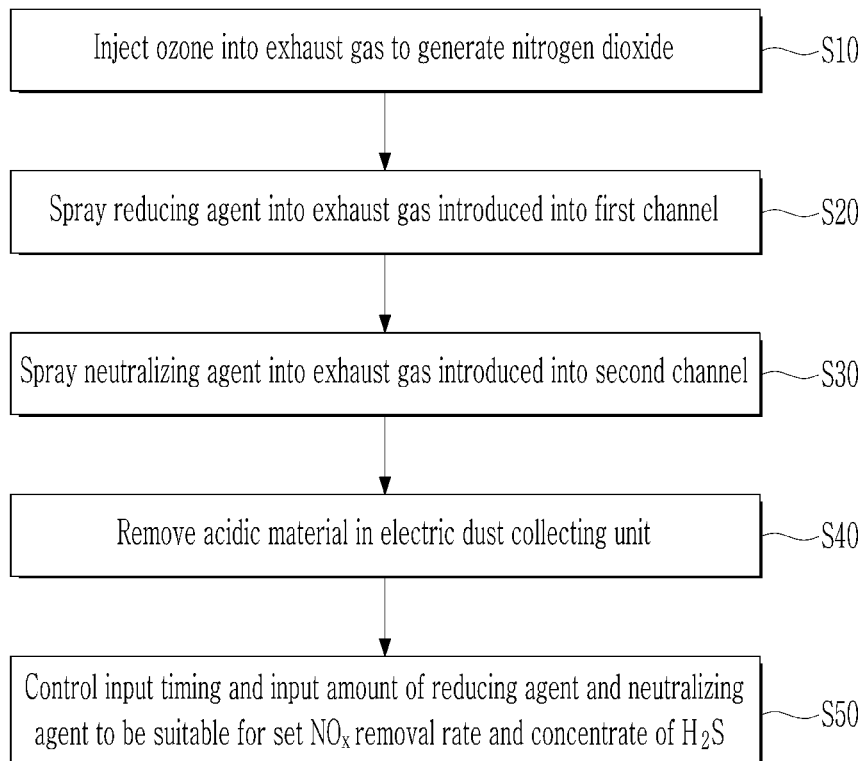 Inject ozone into exhaust gas to generate nitrogen dioxide
S10
Spray reducing agent into exhaust gas introduced into first channel
S20
Spray neutralizing agent into exhaust gas introduced into second channel
S30
Remove acidic material in electric dust collecting unit
S40
Control input timing and input amount of reducing agent and neutralizing
agent to be suitable for set NOx removal rate and concentrate of H2S
S50